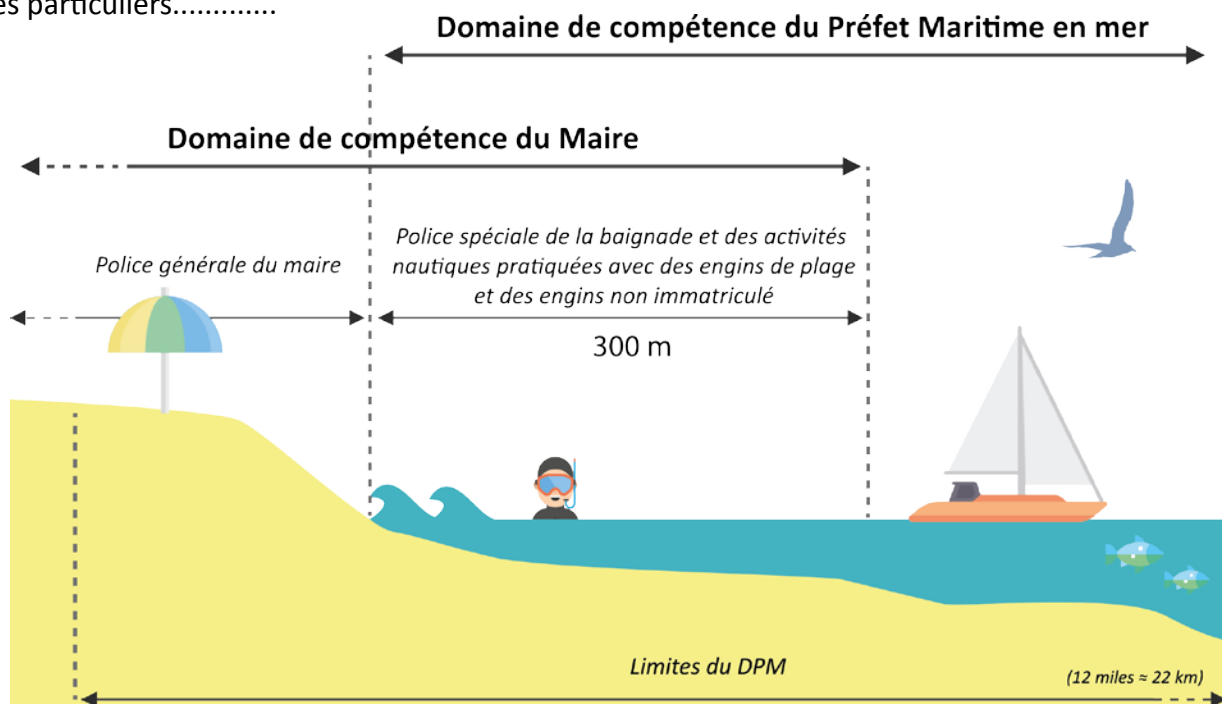 es particuliers.............
Domaine de compétence du Préfet Maritime en mer
Domaine de compétence du Maire
Police générale du maire
Police spéciale de la baignade et des activités
nautiques pratiquées avec des engins de plage
et des engins non immatriculé
300 m
Limites du DPM
(12 miles ≈ 22 km)